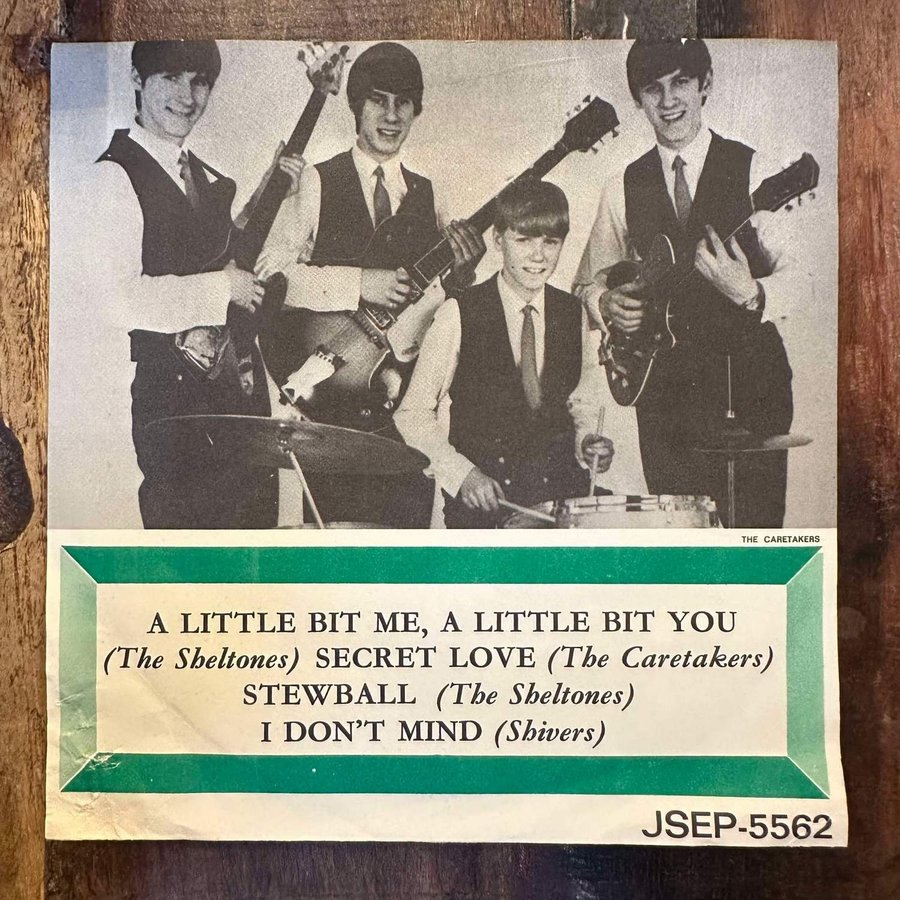 THE CARETAKERS
A LITTLE BIT ME, A LITTLE BIT YOU
(The Sheltones) SECRET LOVE (The Caretakers)
STEWBALL (The Sheltones)
I DON'T MIND (Shivers)
JSEP-5562